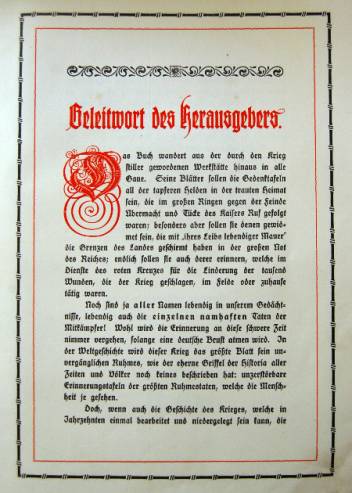 Geleitwort des Herausgebers.
Das Buch wandert aus der durch den Krieg
stiller gewordenen Werkstätte hinaus in alle
Gaue. Seine Blätter sollen die Gedenktafeln
all der tapferen Helden in der trauten Heimat
sein, die im großen Ringen gegen der Feinde
Übermacht und Tücke des Kaisers Ruf gefolgt
waren; besonders aber sollen sie denen gewid-
met sein, die mit „ihres Leibs lebendiger Mauer"
die Grenzen des Landes geschirmt haben in der großen Not
des Reiches; endlich sollen sie auch derer erinnern, welche im
Dienste des roten Kreuzes für die Linderung der tausend
Wunden, die der Krieg geschlagen, im Felde oder zuhause
tätig waren.
Noch sind ja aller Namen lebendig in unserem Gedächt-
nisse, lebendig auch die einzelnen namhaften Taten der
Mitkämpfer! Wohl wird die Erinnerung an diese schwere Zeit
nimmer vergehen, solange eine deutsche Brust atmen wird. In
der Weltgeschichte wird dieser Krieg das größte Blatt sein un-
vergänglichen Ruhmes, wie der eherne Griffel der Historia aller
Zeiten und Völker noch keines beschrieben hat: unzerstörbare
Erinnerungstafeln der größten Ruhmestaten, welche die Mensch-
heit je gesehen.
Doch, wenn auch die Geschichte des Krieges, welche in
Jahrzehnten einmal bearbeitet und niedergelegt sein kann, die